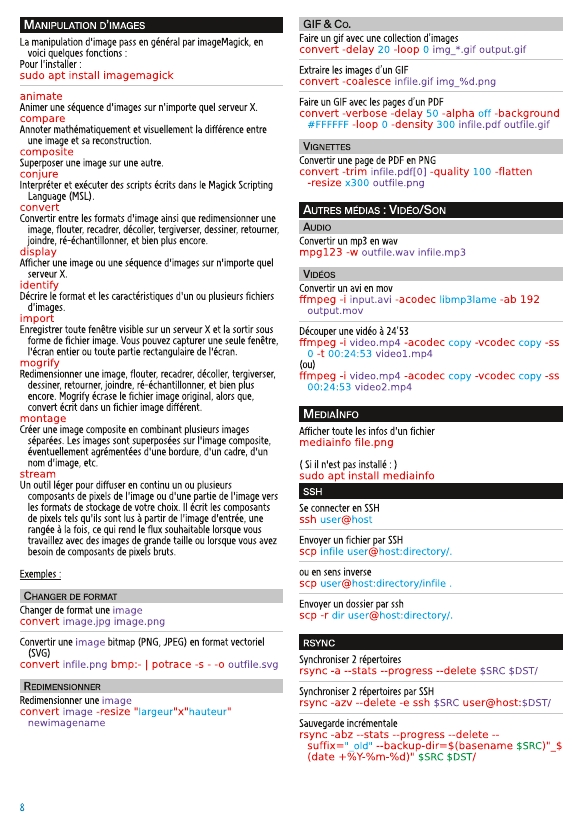 MANIPULATION D'IMAGES
La manipulation d'image pass en général par imageMagick, en
voici quelques fonctions :
Pour l'installer :
sudo apt install imagemagick
animate
Animer une séquence d'images sur n'importe quel serveur X.
compare
Annoter mathématiquement et visuellement la différence entre
une image et sa reconstruction.
composite
Superposer une image sur une autre.
conjure
Interpréter et exécuter des scripts écrits dans le Magick Scripting
Language (MSL).
convert
Convertir entre les formats d'image ainsi que redimensionner une
image, flouter, recadrer, décoller, tergiverser, dessiner, retourner,
joindre, ré-échantillonner, et bien plus encore.
display
Afficher une image ou une séquence d'images sur n'importe quel
serveur X.
identify
Décrire le format et les caractéristiques d'un ou plusieurs fichiers
d'images.
import
Enregistrer toute fenêtre visible sur un serveur X et la sortir sous
forme de fichier image. Vous pouvez capturer une seule fenêtre,
l'écran entier ou toute partie rectangulaire de l'écran.
mogrify
Redimensionner une image, flouter, recadrer, décoller, tergiverser,
dessiner, retourner, joindre, ré-échantillonner, et bien plus
encore. Mogrify écrase le fichier image original, alors que,
convert écrit dans un fichier image différent.
montage
Créer une image composite en combinant plusieurs images
séparées. Les images sont superposées sur l'image composite,
éventuellement agrémentées d'une bordure, d'un cadre, d'un
nom d'image, etc.
stream
Un outil léger pour diffuser en continu un ou plusieurs
composants de pixels de l'image ou d'une partie de l'image vers
les formats de stockage de votre choix. Il écrit les composants
de pixels tels qu'ils sont lus à partir de l'image d'entrée, une
rangée à la fois, ce qui rend le flux souhaitable lorsque vous
travaillez avec des images de grande taille ou lorsque vous avez
besoin de composants de pixels bruts.
Exemples :
CHANGER DE FORMAT
Changer de format une image
convert image.jpg image.png
Convertir une image bitmap (PNG, JPEG) en format vectoriel
(SVG)
convert infile.png bmp:- | potrace -s - -o outfile.svg
REDIMENSIONNER
Redimensionner une image
convert image -resize "largeur"x"hauteur"
newimagename
8
GIF & CO.
Faire un gif avec une collection d'images
convert -delay 20 -loop 0 img_*.gif output.gif
Extraire les images d'un GIF
convert -coalesce infile.gif img_%d.png
Faire un GIF avec les pages d'un PDF
convert -verbose -delay 50 -alpha off -background
#FFFFFF -loop 0 -density 300 infile.pdf outfile.gif
VIGNETTES
Convertir une page de PDF en PNG
convert -trim infile.pdf[0] -quality 100 -flatten
-resize x300 outfile.png
AUTRES MÉDIAS : VIDÉO/SON
AUDIO
Convertir un mp3 en wav
mpg123 -w outfile.wav infile.mp3
VIDÉOS
Convertir un avi en mov
ffmpeg -i input.avi -acodec libmp3lame -ab 192
output.mov
Découper une vidéo à 24'53
ffmpeg -i video.mp4 -acodec copy -vcodec copy -ss
0 -t 00:24:53 video1.mp4
(ou)
ffmpeg -i video.mp4 -acodec copy -vcodec copy -ss
00:24:53 video2.mp4
MEDIAINFO
Afficher toute les infos d'un fichier
mediainfo file.png
( Si il n'est pas installé : )
sudo apt install mediainfo
SSH
Se connecter en SSH
ssh user@host
Envoyer un fichier par SSH
scp infile user@host:directory/.
ou en sens inverse
scp user@host:directory/infile .
Envoyer un dossier par ssh
scp -r dir user@host:directory/.
RSYNC
Synchroniser 2 répertoires
rsync -a --stats --progress --delete $SRC $DST/
Synchroniser 2 répertoires par SSH
rsync -azv --delete -e ssh $SRC user@host:$DST/
Sauvegarde incrémentale
rsync -abz --stats --progress --delete --
suffix="_old" --backup-dir=$(basename $SRC)"_$
(date +%Y-%m-%d)" $SRC $DST/